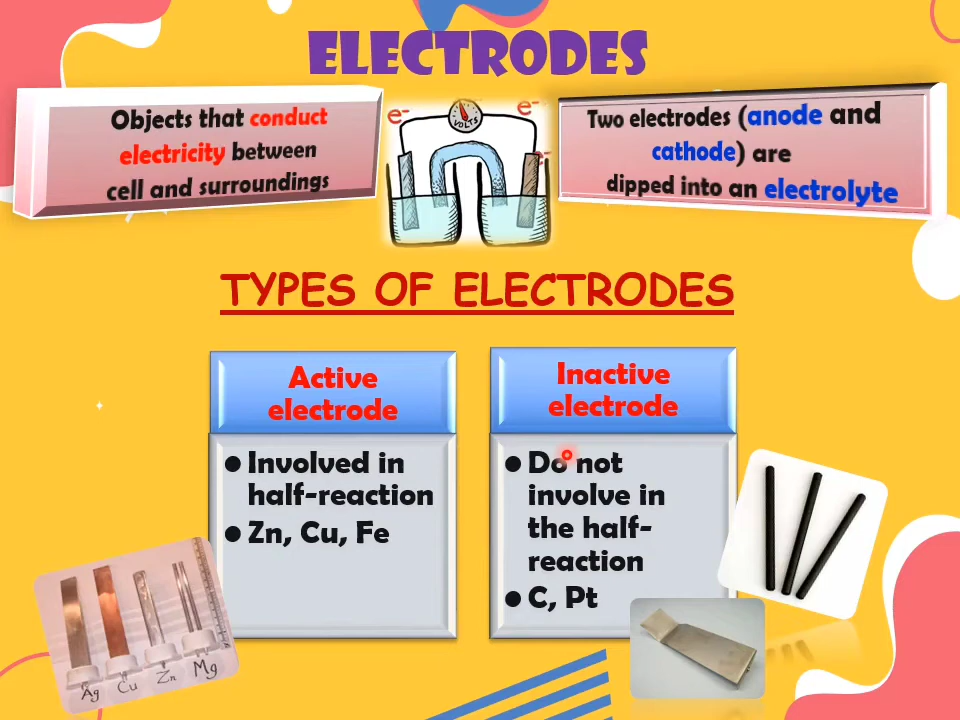 ELECTRODES
Objects that conduct
electricity between
cell and surroundings
e-
e-
VOLTS
Two electrodes (anode and
cathode) are
dipped into an electrolyte
TYPES OF ELECTRODES
Active
electrode
• Involved in
half-reaction
• Zn, Cu, Fe
Inactive
electrode
• Do not
involve in
the half-
reaction
• C, Pt
Ag Cu Zn Mg